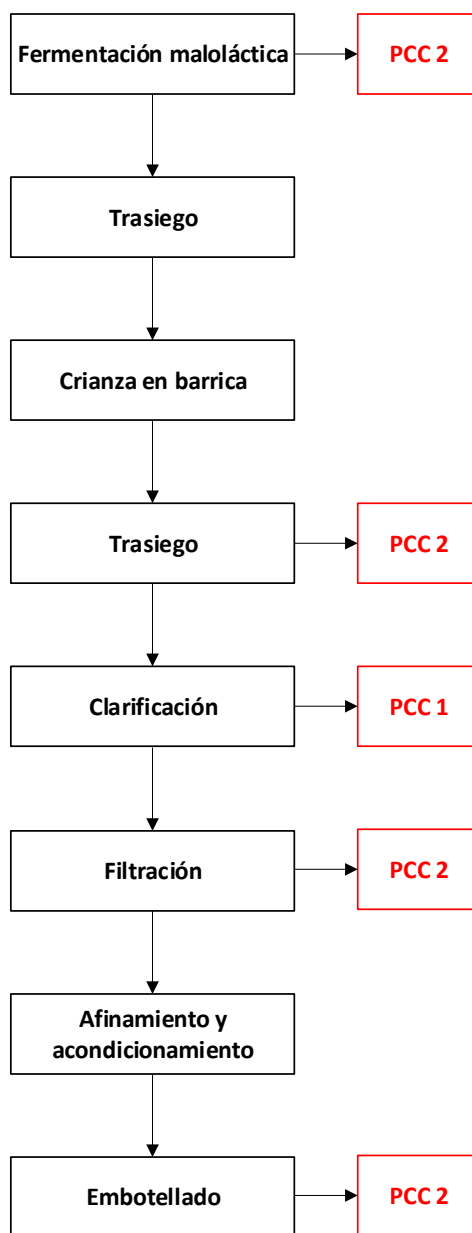 Fermentación maloláctica
PCC 2
Trasiego
Crianza en barrica
Trasiego
PCC 2
Clarificación
PCC 1
Filtración
PCC 2
Afinamiento y
acondicionamiento
Embotellado
PCC 2